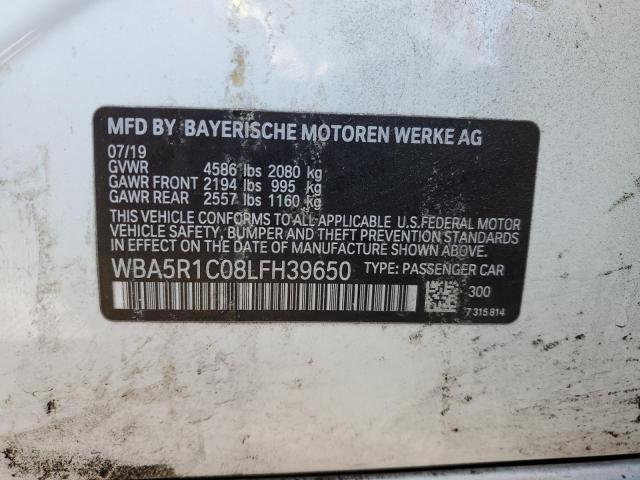 MFD BY BAYERISCHE MOTOREN WERKE AG
07/19
GVWR 4586 lbs 2080 kg
GAWR FRONT 2194 lbs 995 kg
GAWR REAR 2557 lbs 1160 kg
THIS VEHICLE CONFORMS TO ALL APPLICABLE U.S.FEDERAL MOTOR
VEHICLE SAFETY, BUMPER AND THEFT PREVENTION STANDARDS
IN EFFECT ON THE DATE OF MANUFACTURE SHOWN ABOVE.
WBA5R1C08LFH39650 TYPE: PASSENGER CAR
300
7 315 814